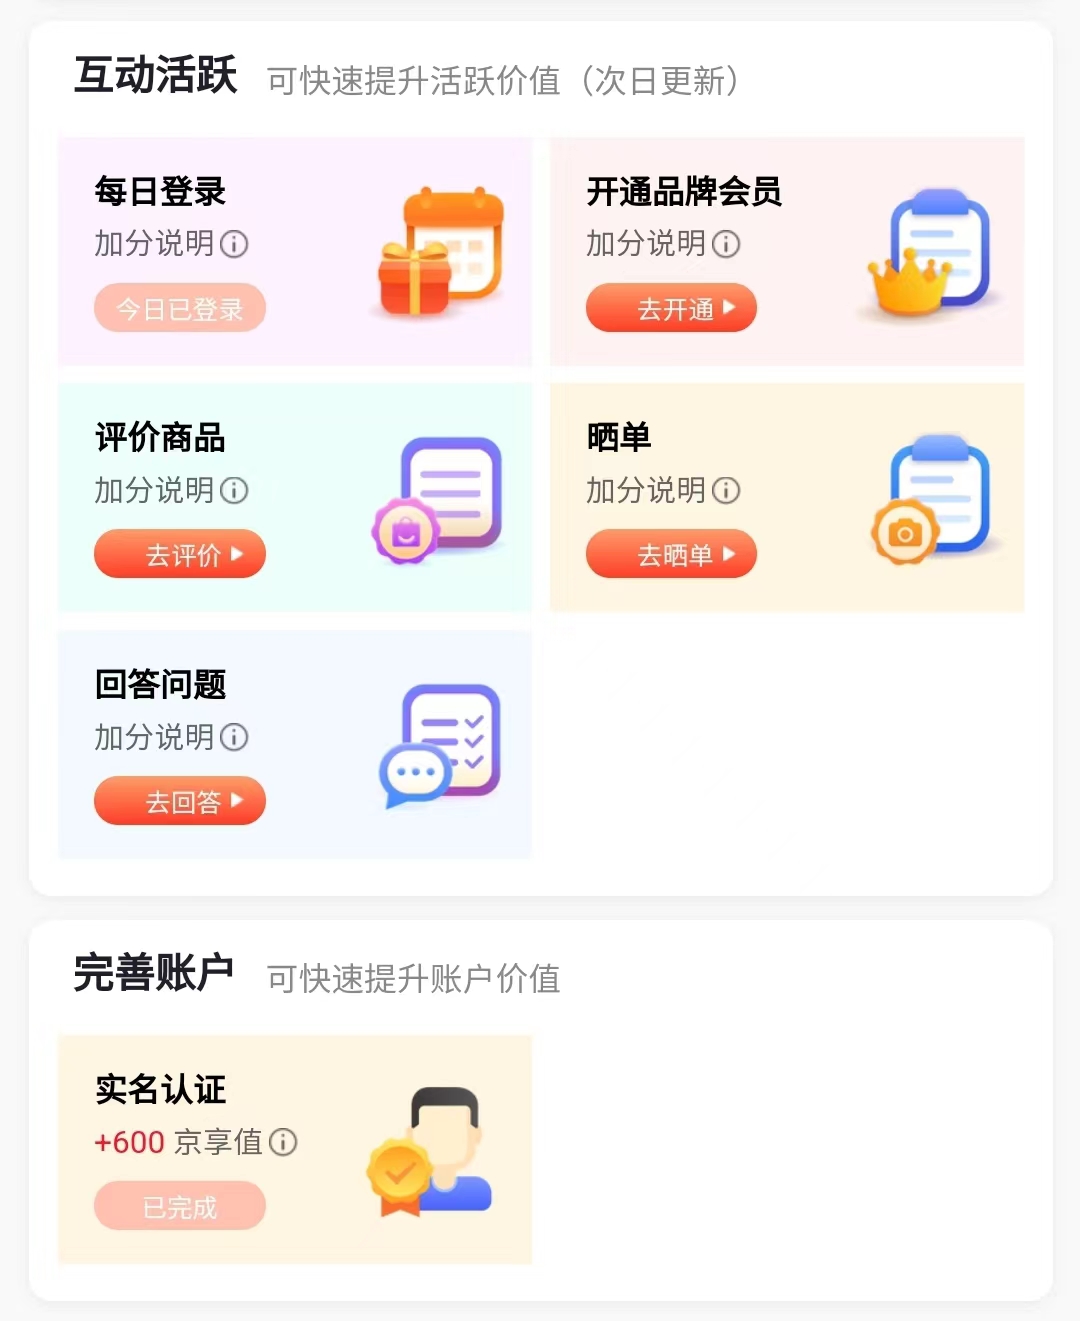 互动活跃 可快速提升活跃价值（次日更新）
每日登录
加分说明
今日已登录
开通品牌会员
加分说明
去开通
评价商品
加分说明
去评价
晒单
加分说明
去晒单
回答问题
加分说明
去回答
完善账户 可快速提升账户价值
实名认证
+600 京享值
已完成